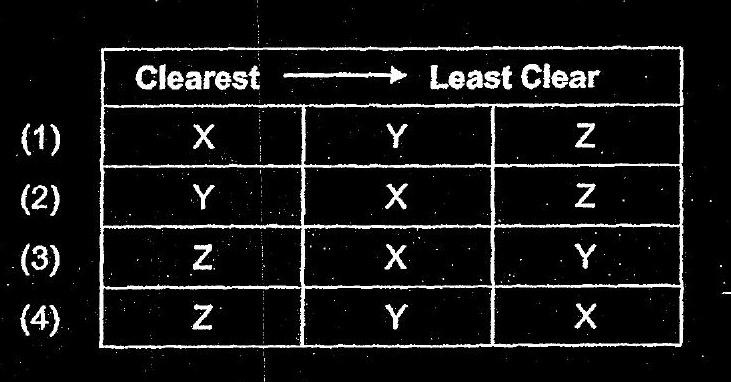 Clearest → Least Clear
(1) X Y Z
(2) Y X Z
(3) Z X Y
(4) Z Y X